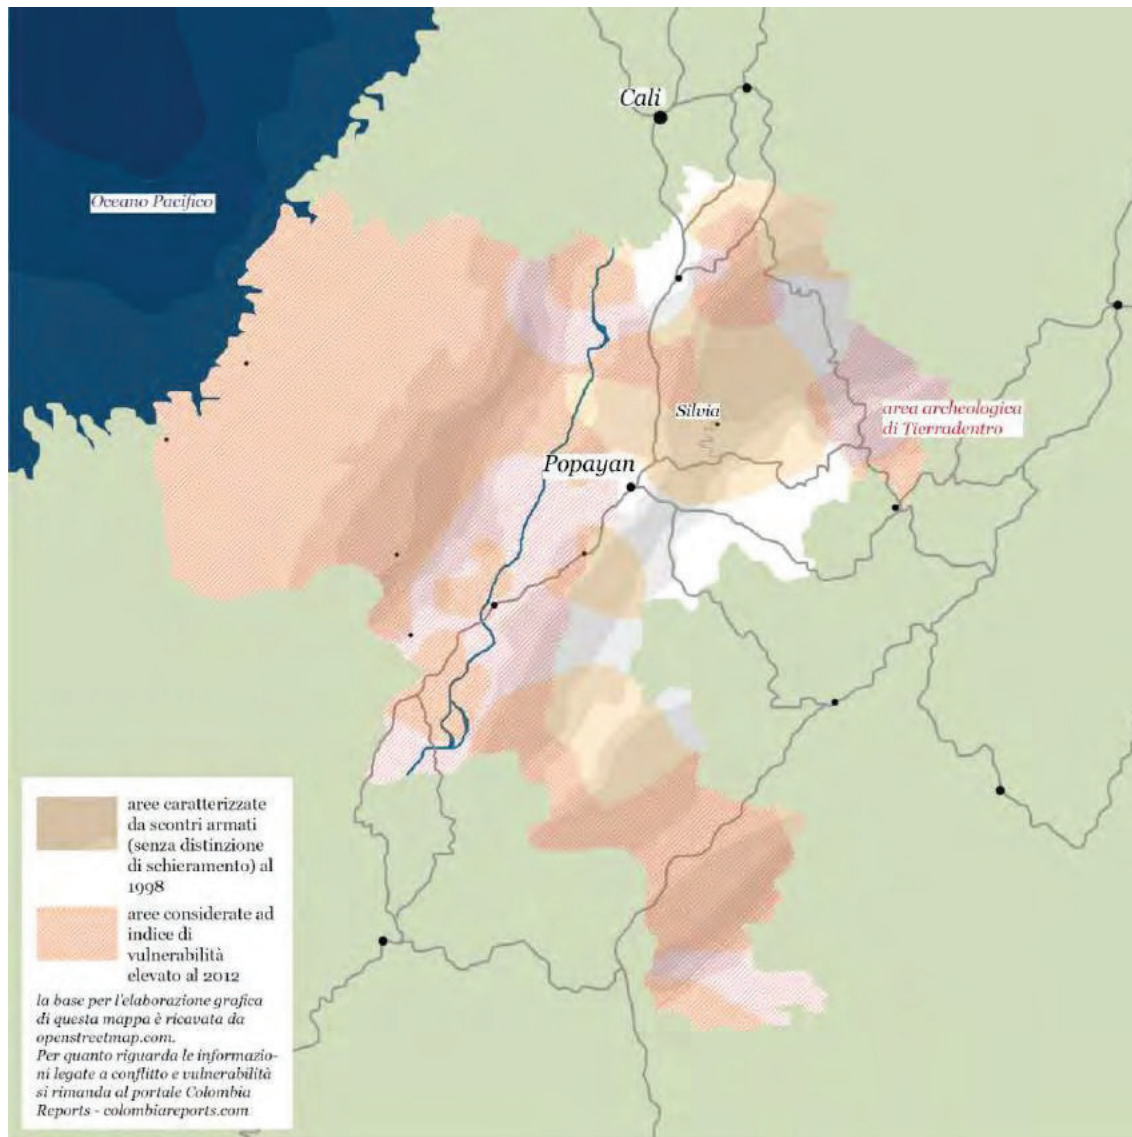 Cali
Oceano Pacifico
Silvia
area archeologica
di Tierradentro
Popayan
aree caratterizzate
da scontri armati
(senza distinzione
di schieramento) al
1998
aree considerate ad
indice di
vulnerabilità
elevato al 2012
la base per l'elaborazione grafica
di questa mappa è ricavata da
openstreetmap.com.
Per quanto riguarda le informazio-
ni legate a conflitto e vulnerabilità
si rimanda al portale Colombia
Reports - colombiareports.com